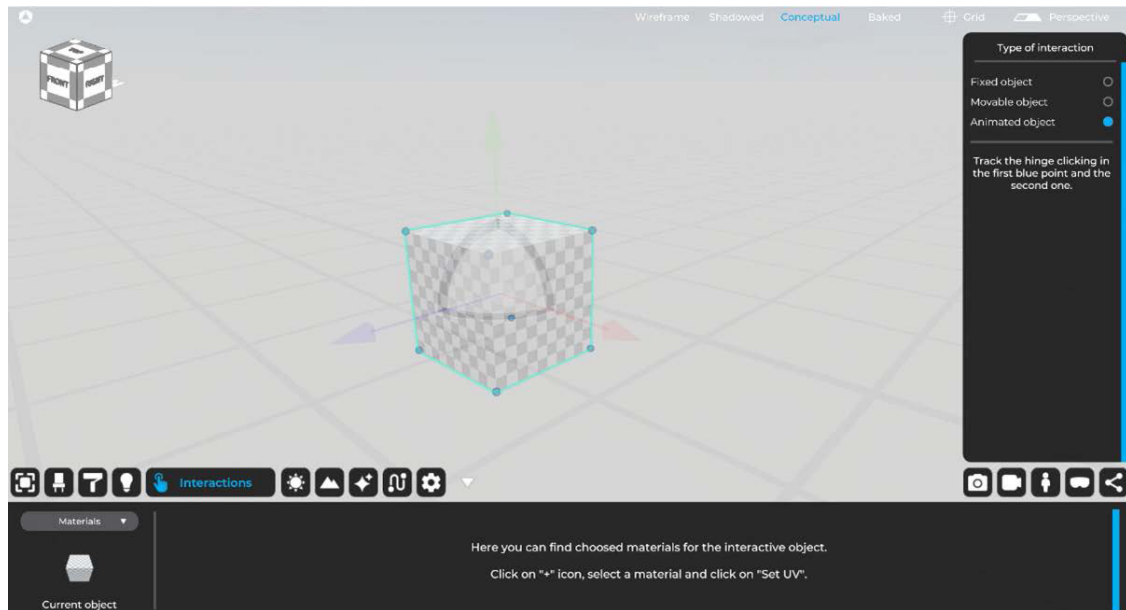 Wireframe Shadowed Conceptual Baked Grid Perspective
TOP
FRONT RIGHT
Type of interaction
Fixed object
Movable object
Animated object
Track the hinge clicking in
the first blue point and the
second one.
Interactions
Materials
Current object
Here you can find choosed materials for the interactive object.
Click on "+" icon, select a material and click on "Set UV".